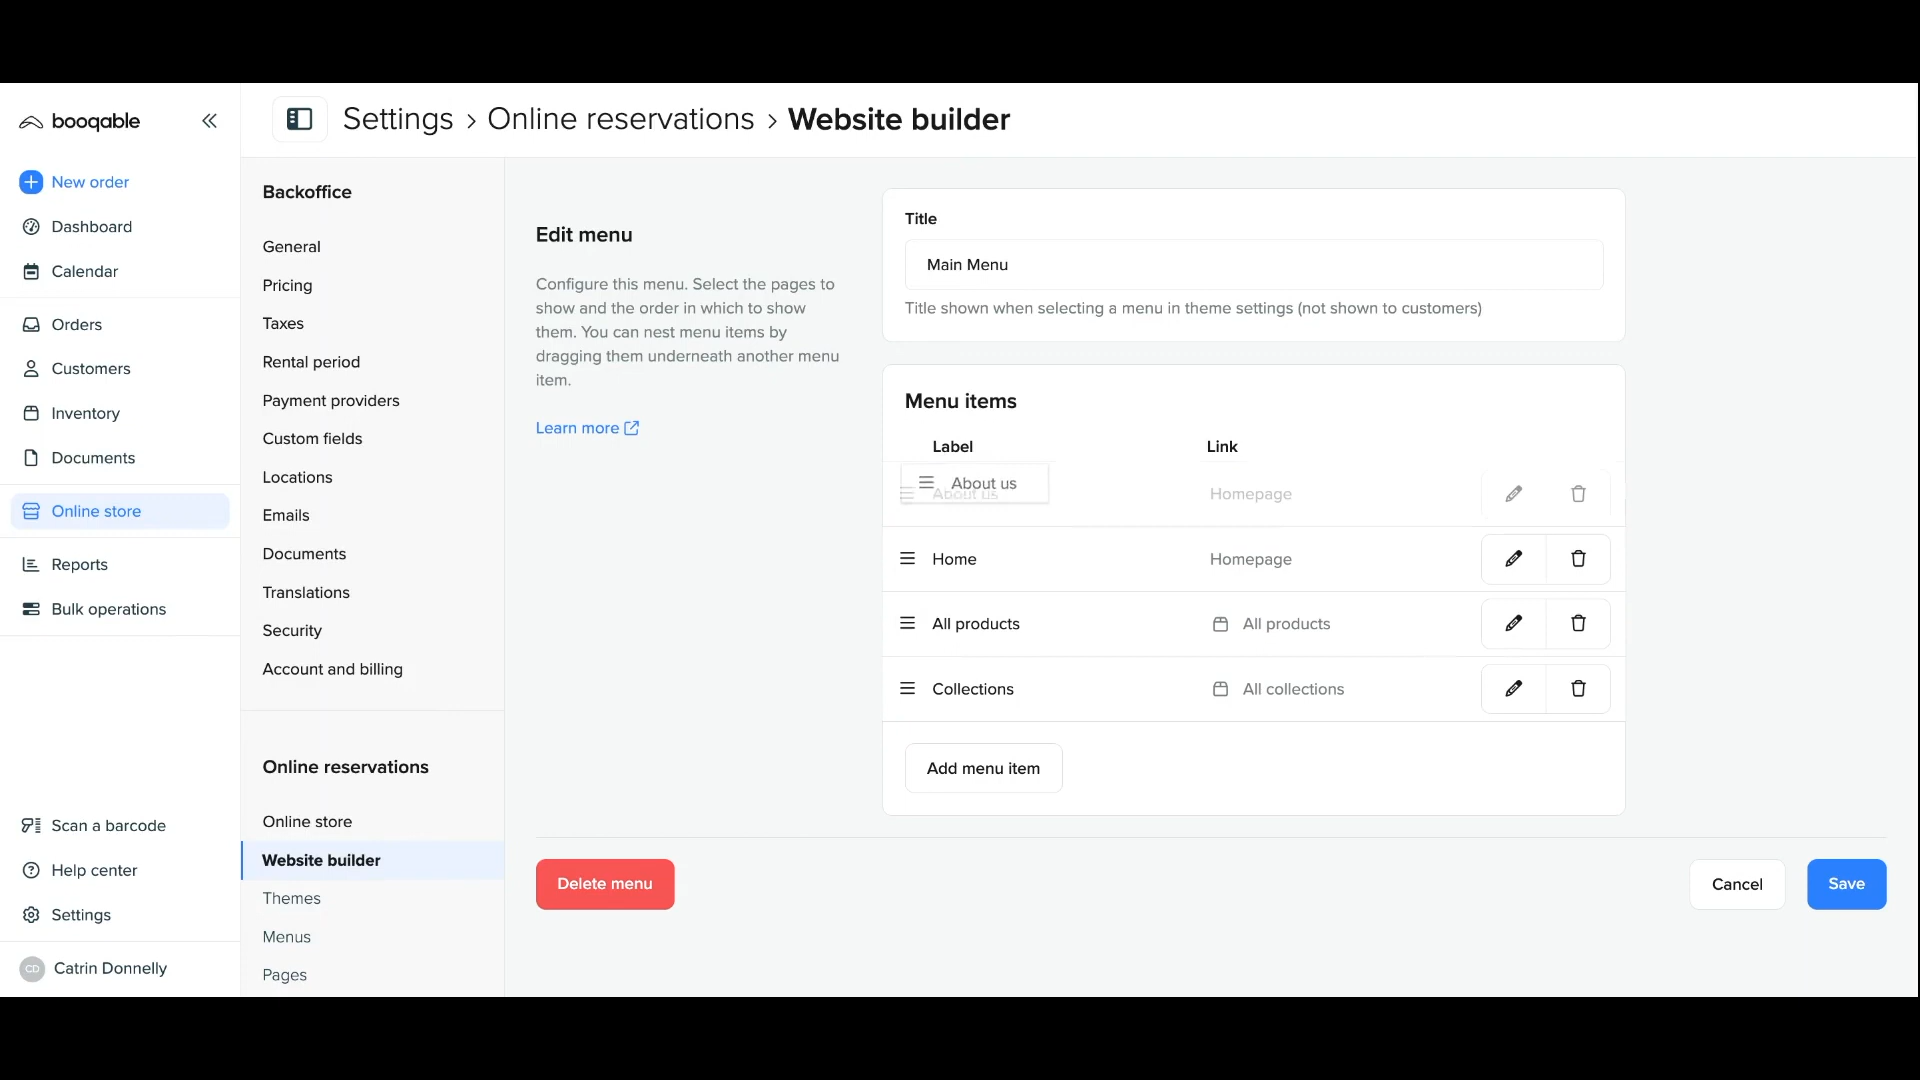 booqable
New order
Dashboard
Calendar
Orders
Customers
Inventory
Documents
Online store
Reports
Bulk operations
Scan a barcode
Help center
Settings
CD Catrin Donnelly
Settings > Online reservations > Website builder
Backoffice
General
Pricing
Taxes
Rental period
Payment providers
Custom fields
Locations
Emails
Documents
Translations
Security
Account and billing
Online reservations
Online store
Website builder
Themes
Menus
Pages
Edit menu
Configure this menu. Select the pages to
show and the order in which to show
them. You can nest menu items by
dragging them underneath another menu
item.
Learn more
Title
Main Menu
Title shown when selecting a menu in theme settings (not shown to customers)
Menu items
Label Link
About us
About us Homepage
Home Homepage
All products All products
Collections All collections
Add menu item
Delete menu
Cancel
Save